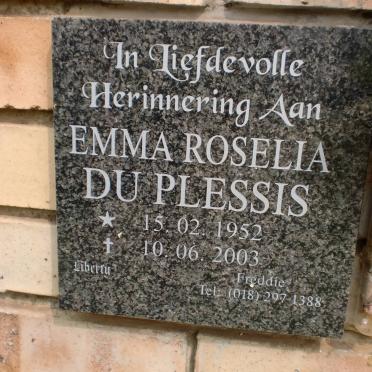 In Liefdevolle
Herinnering Aan
EMMA ROSELIA
DU PLESSIS
★ 15. 02. 1952
✝ 10. 06. 2003
Liberty Freddie
Tel: (018) 297-1388